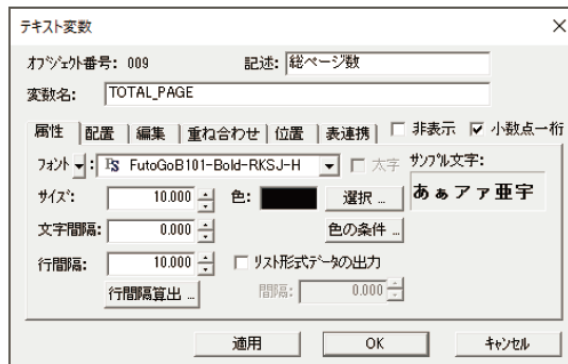 テキスト変数
オブジェクト番号: 009 記述: 総ページ数
変数名: TOTAL_PAGE
属性 配置 編集 重ね合わせ 位置 表連携 非表示 小数点一桁
フォント : PS FutoGoB101-Bold-RKSJ-H 太字 サンプル文字:
サイズ: 10.000 色: 選択 ... あぁアァ亜宇
文字間隔: 0.000 色の条件 ...
行間隔: 10.000 リスト形式データの出力
行間隔算出 ... 間隔: 0.000
適用 OK キャンセル